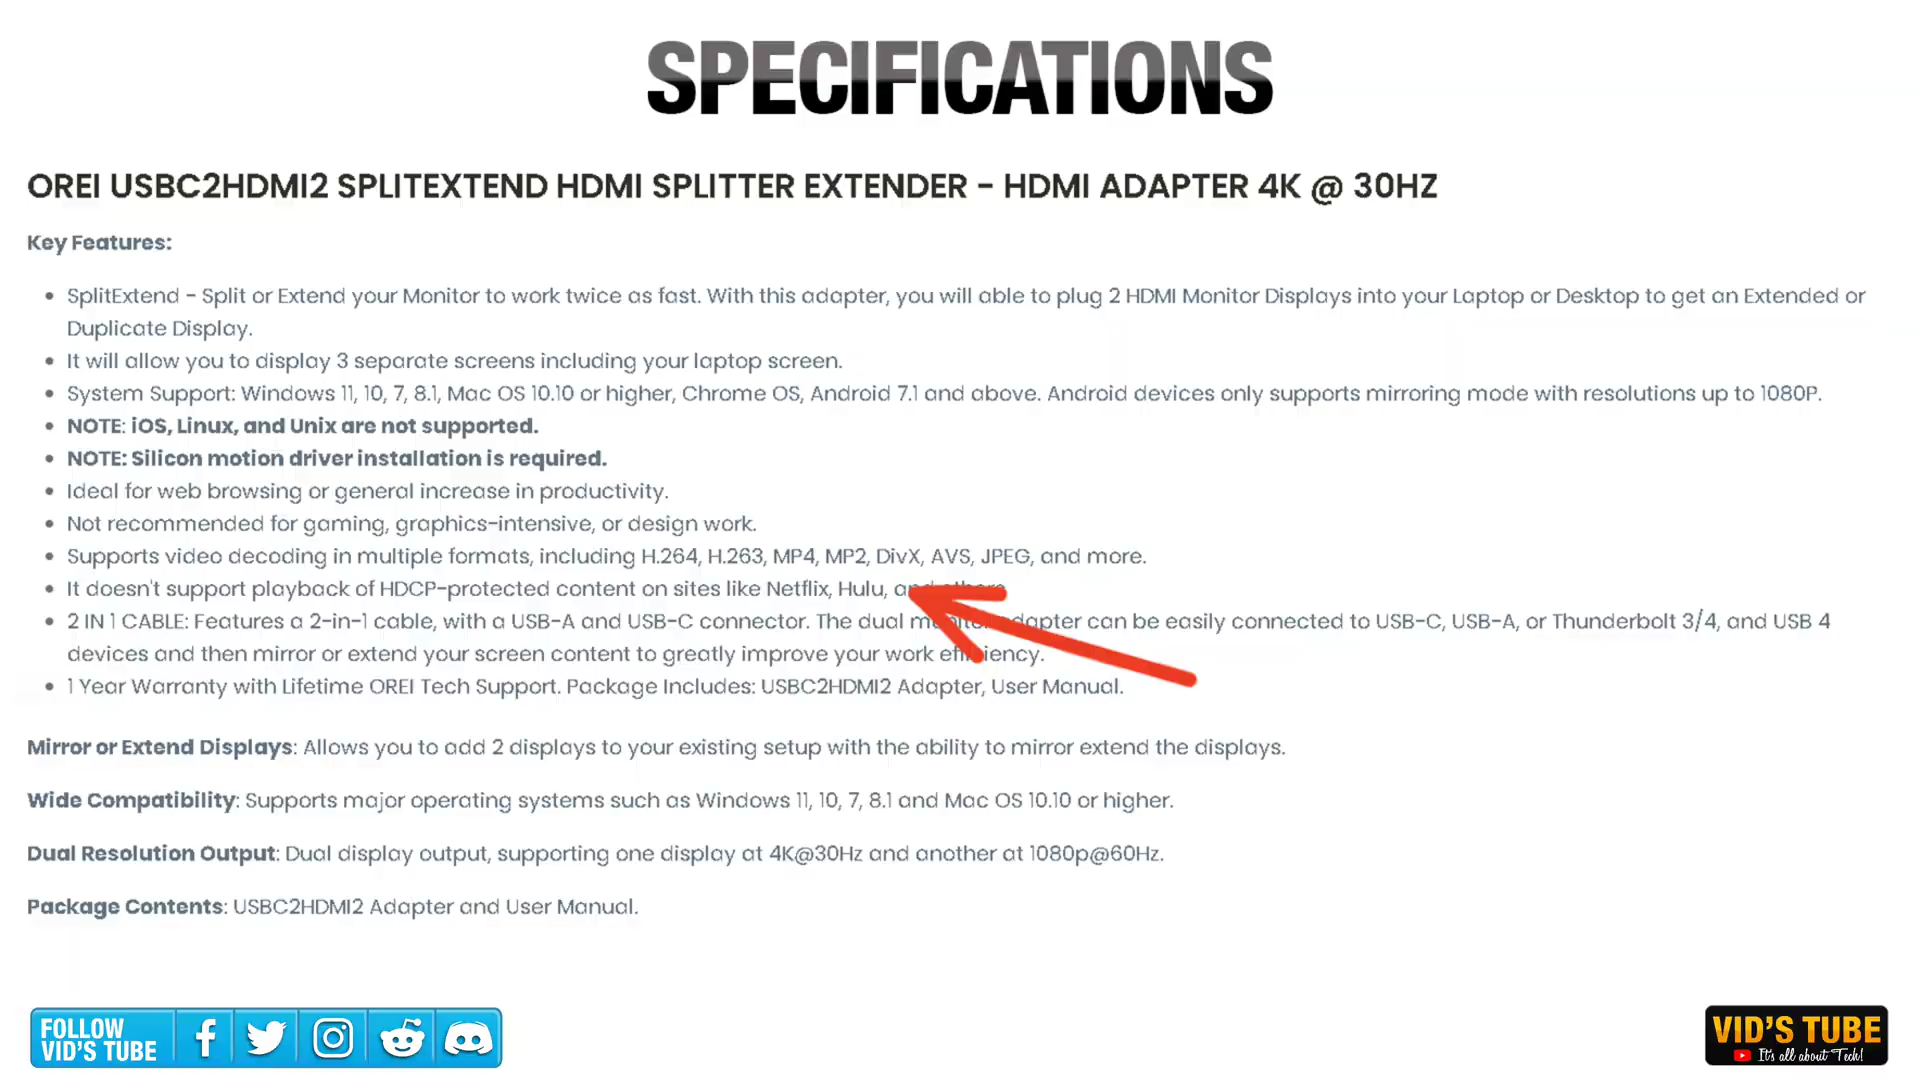 SPECIFICATIONS
OREI USBC2HDMI2 SPLITEXTEND HDMI SPLITTER EXTENDER - HDMI ADAPTER 4K @ 30HZ
Key Features:
• SplitExtend - Split or Extend your Monitor to work twice as fast. With this adapter, you will able to plug 2 HDMI Monitor Displays into your Laptop or Desktop to get an Extended or
Duplicate Display.
• It will allow you to display 3 separate screens including your laptop screen.
• System Support: Windows 11, 10, 7, 8.1, Mac OS 10.10 or higher, Chrome OS, Android 7.1 and above. Android devices only supports mirroring mode with resolutions up to 1080P.
• NOTE: iOS, Linux, and Unix are not supported.
• NOTE: Silicon motion driver installation is required.
• Ideal for web browsing or general increase in productivity.
• Not recommended for gaming, graphics-intensive, or design work.
• Supports video decoding in multiple formats, including H.264, H.263, MP4, MP2, DivX, AVS, JPEG, and more.
• It doesn't support playback of HDCP-protected content on sites like Netflix, Hulu, and others.
• 2 IN 1 CABLE: Features a 2-in-1 cable, with a USB-A and USB-C connector. The dual monitor adapter can be easily connected to USB-C, USB-A, or Thunderbolt 3/4, and USB 4
devices and then mirror or extend your screen content to greatly improve your work efficiency.
• 1 Year Warranty with Lifetime OREI Tech Support. Package Includes: USBC2HDMI2 Adapter, User Manual.
Mirror or Extend Displays: Allows you to add 2 displays to your existing setup with the ability to mirror extend the displays.
Wide Compatibility: Supports major operating systems such as Windows 11, 10, 7, 8.1 and Mac OS 10.10 or higher.
Dual Resolution Output: Dual display output, supporting one display at 4K@30Hz and another at 1080p@60Hz.
Package Contents: USBC2HDMI2 Adapter and User Manual.
FOLLOW
VID'S TUBE
VID'S TUBE
It's all about Tech!